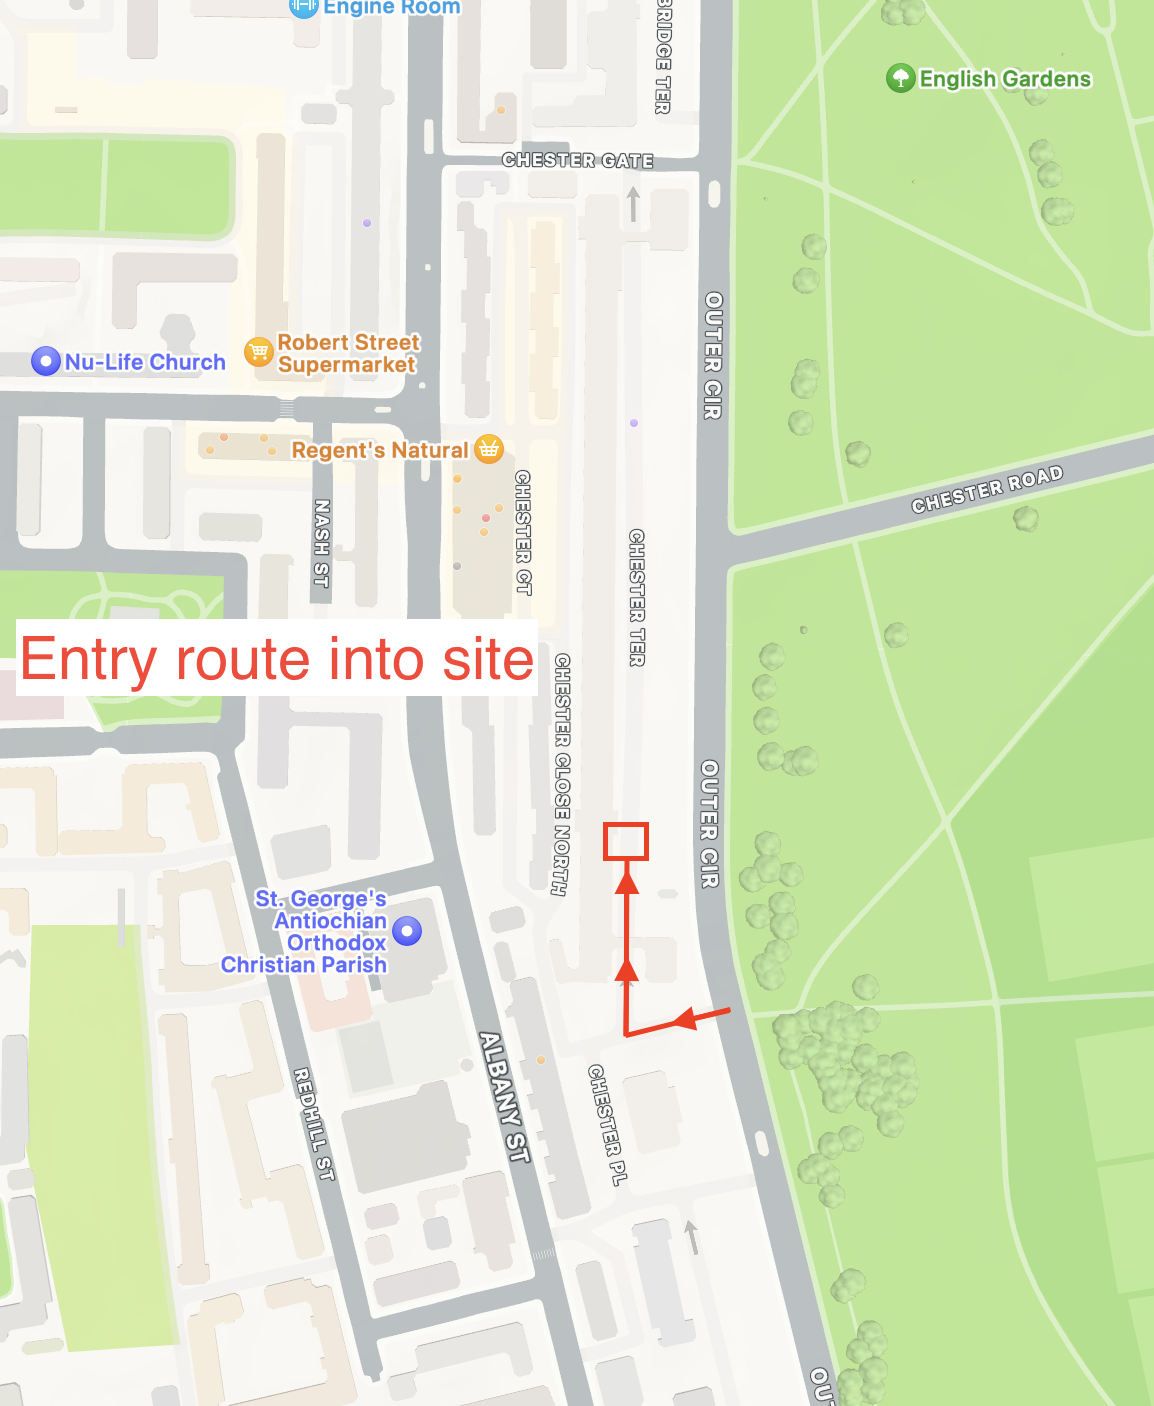 Engine Room
BRIDGE TER
English Gardens
CHESTER GATE
OUTER CIR
Nu-Life Church
Robert Street
Supermarket
Regent's Natural
CHESTER CT
NASH ST
CHESTER ROAD
CHESTER TER
Entry route into site
CHESTER CLOSE NORTH
OUTER CIR
St. George's
Antiochian
Orthodox
Christian Parish
ALBANY ST
REDHILL ST
CHESTER PL
OUT